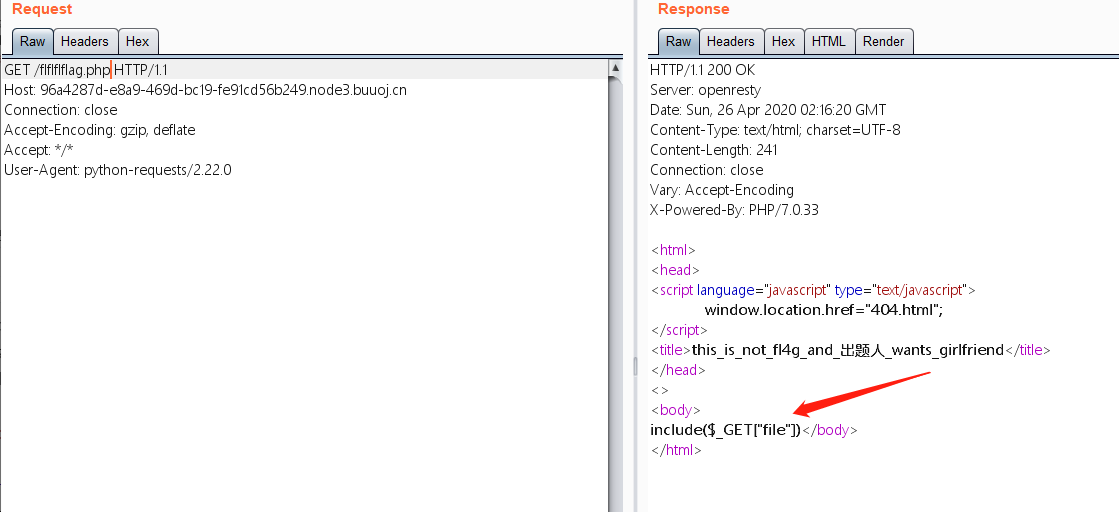 Request
Raw Headers Hex
GET /flflflflag.php HTTP/1.1
Host: 96a4287d-e8a9-469d-bc19-fe91cd56b249.node3.buuoj.cn
Connection: close
Accept-Encoding: gzip, deflate
Accept: */*
User-Agent: python-requests/2.22.0
Response
Raw Headers Hex HTML Render
HTTP/1.1 200 OK
Server: openresty
Date: Sun, 26 Apr 2020 02:16:20 GMT
Content-Type: text/html; charset=UTF-8
Content-Length: 241
Connection: close
Vary: Accept-Encoding
X-Powered-By: PHP/7.0.33
<html>
<head>
<script language="javascript" type="text/javascript">
window.location.href="404.html";
</script>
<title>this_is_not_fl4g_and_出题人_wants_girlfriend</title>
</head>
<>
<body>
include($_GET["file"])</body>
</html>